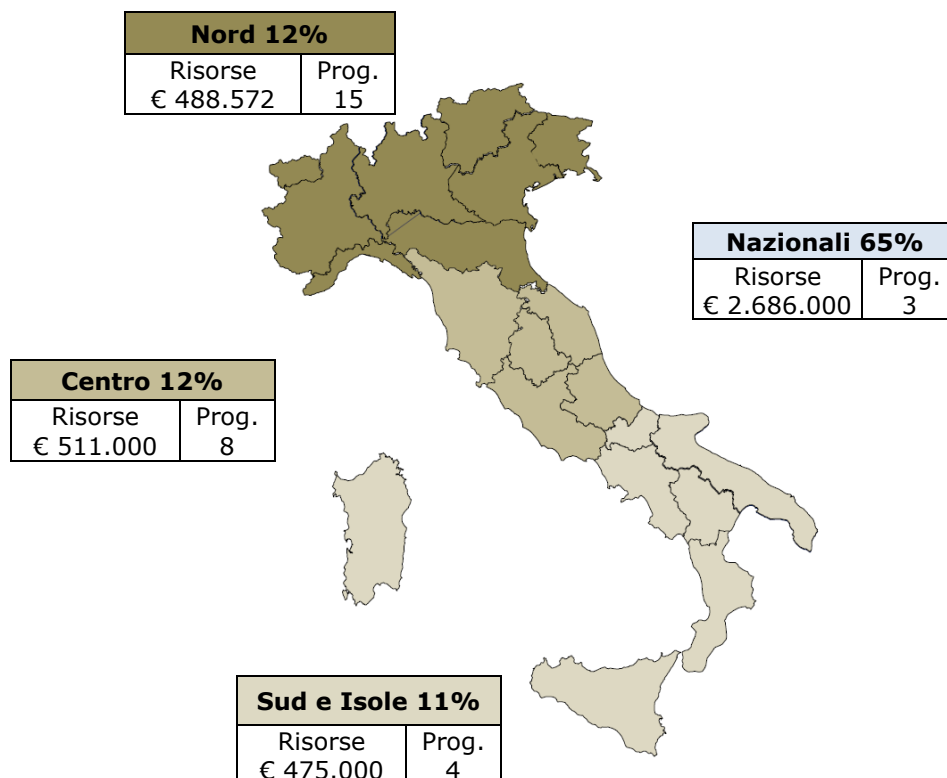 Nord 12%
Risorse Prog.
€ 488.572 15
Nazionali 65%
Risorse Prog.
€ 2.686.000 3
Centro 12%
Risorse Prog.
€ 511.000 8
Sud e Isole 11%
Risorse Prog.
€ 475.000 4